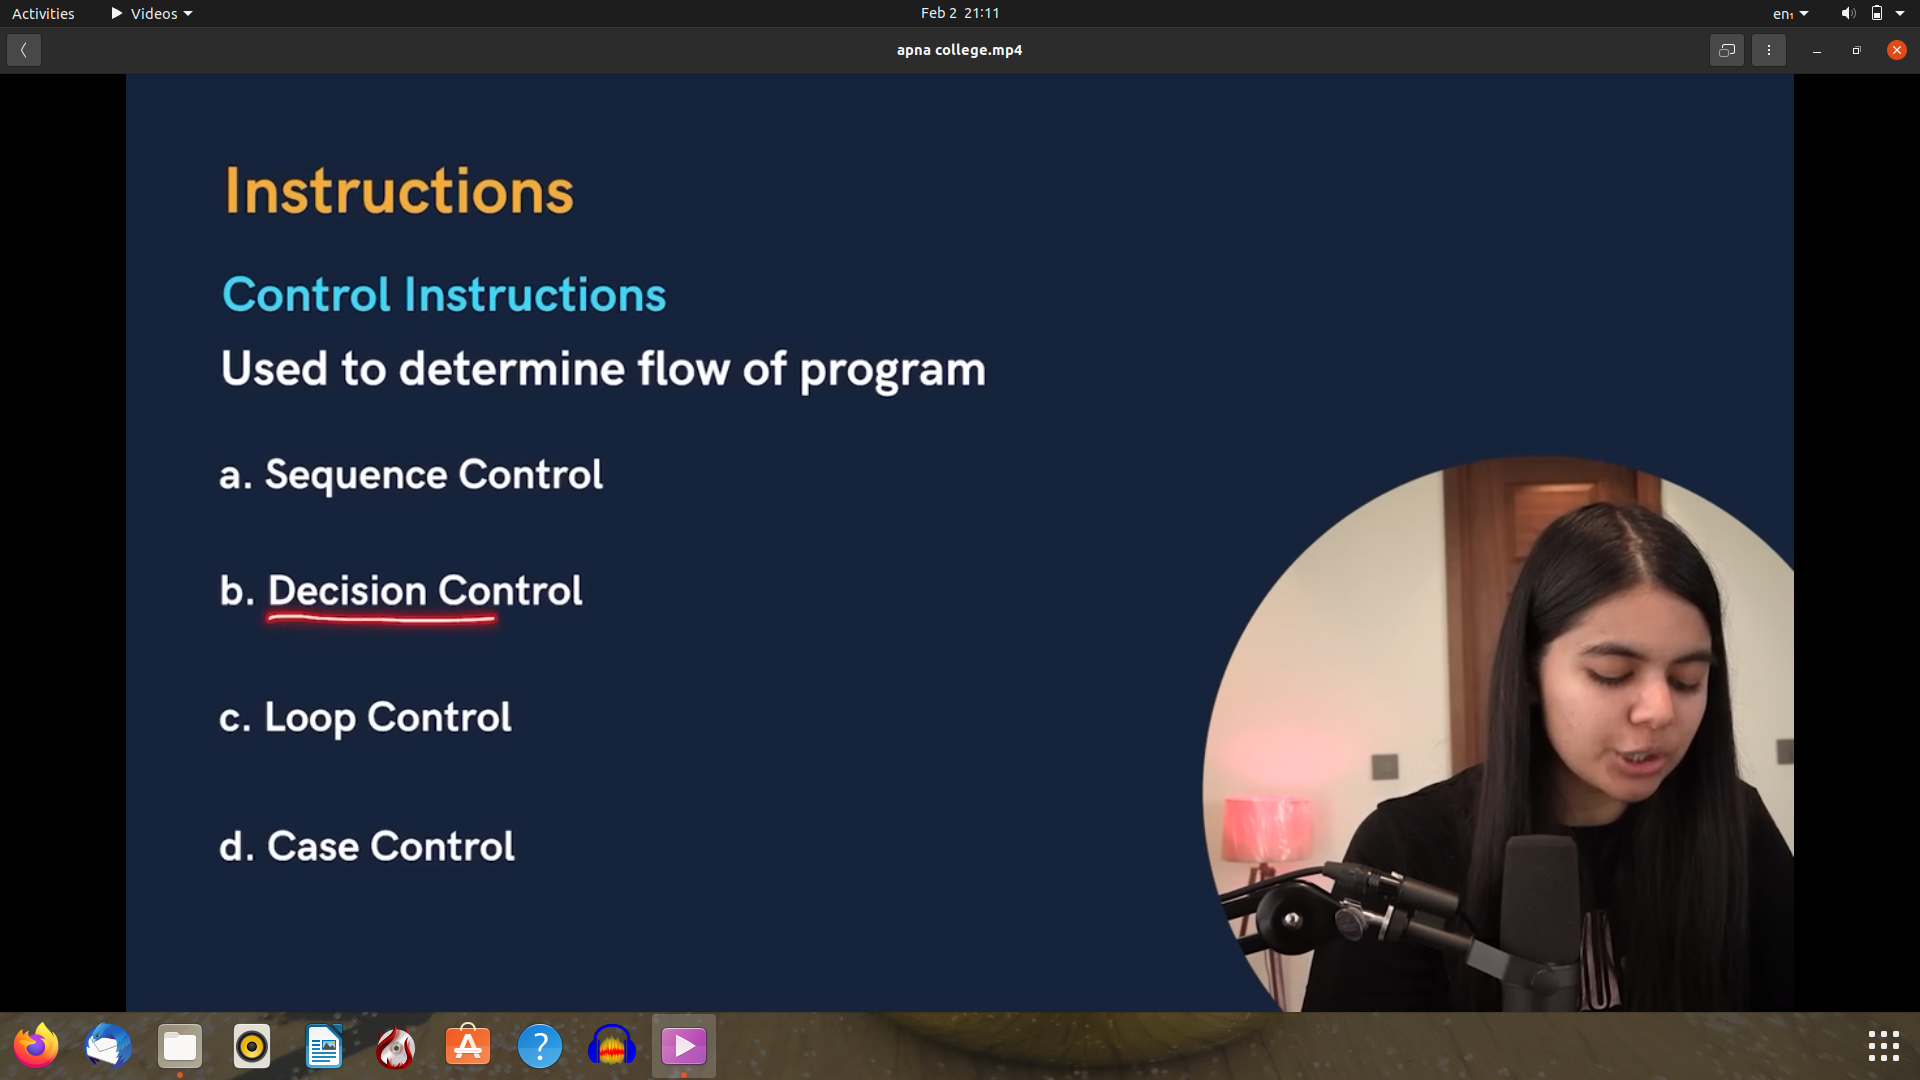 Activities
Videos
Feb 2 21:11
en₁
apna college.mp4
Instructions
Control Instructions
Used to determine flow of program
a. Sequence Control
b. Decision Control
c. Loop Control
d. Case Control